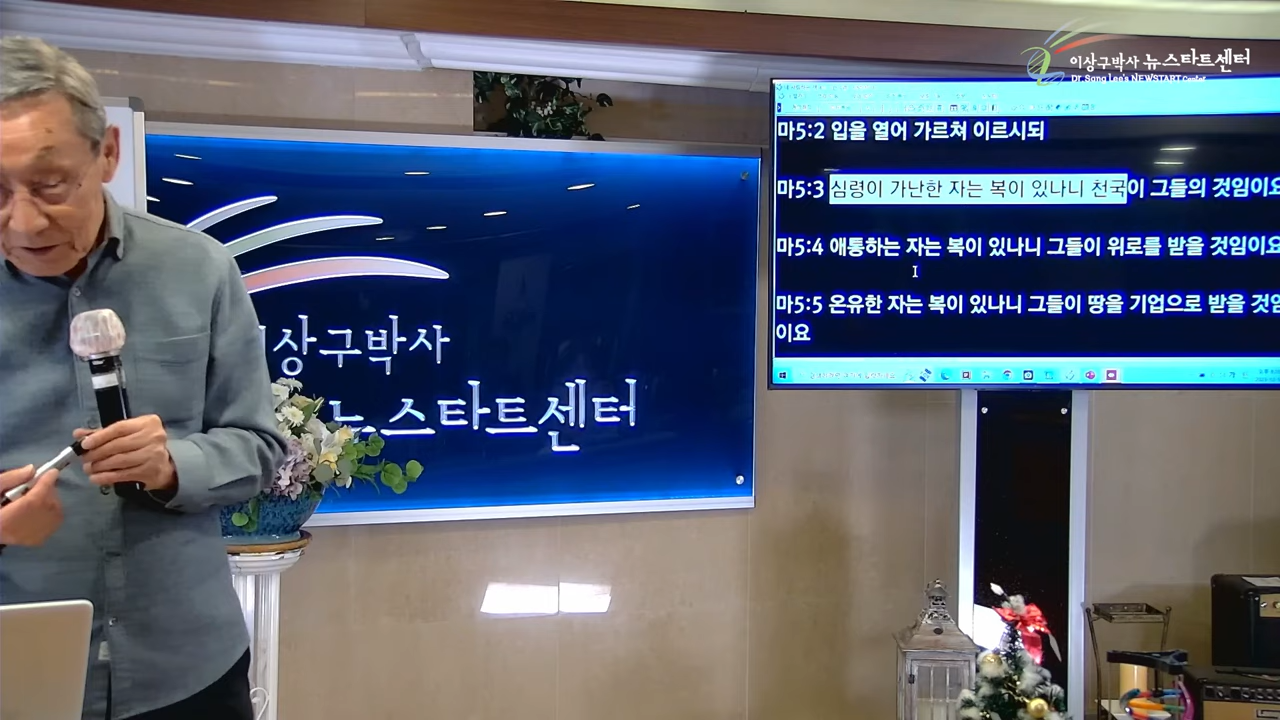 이상구박사 뉴스타트센터
Dr. Sang Lee's NEWSTART Center
마5:2 입을 열어 가르쳐 이르시되
마5:3 심령이 가난한 자는 복이 있나니 천국이 그들의 것임이요
마5:4 애통하는 자는 복이 있나니 그들이 위로를 받을 것임이요
마5:5 온유한 자는 복이 있나니 그들이 땅을 기업으로 받을 것임
이요
상구박사
뉴스타트센터